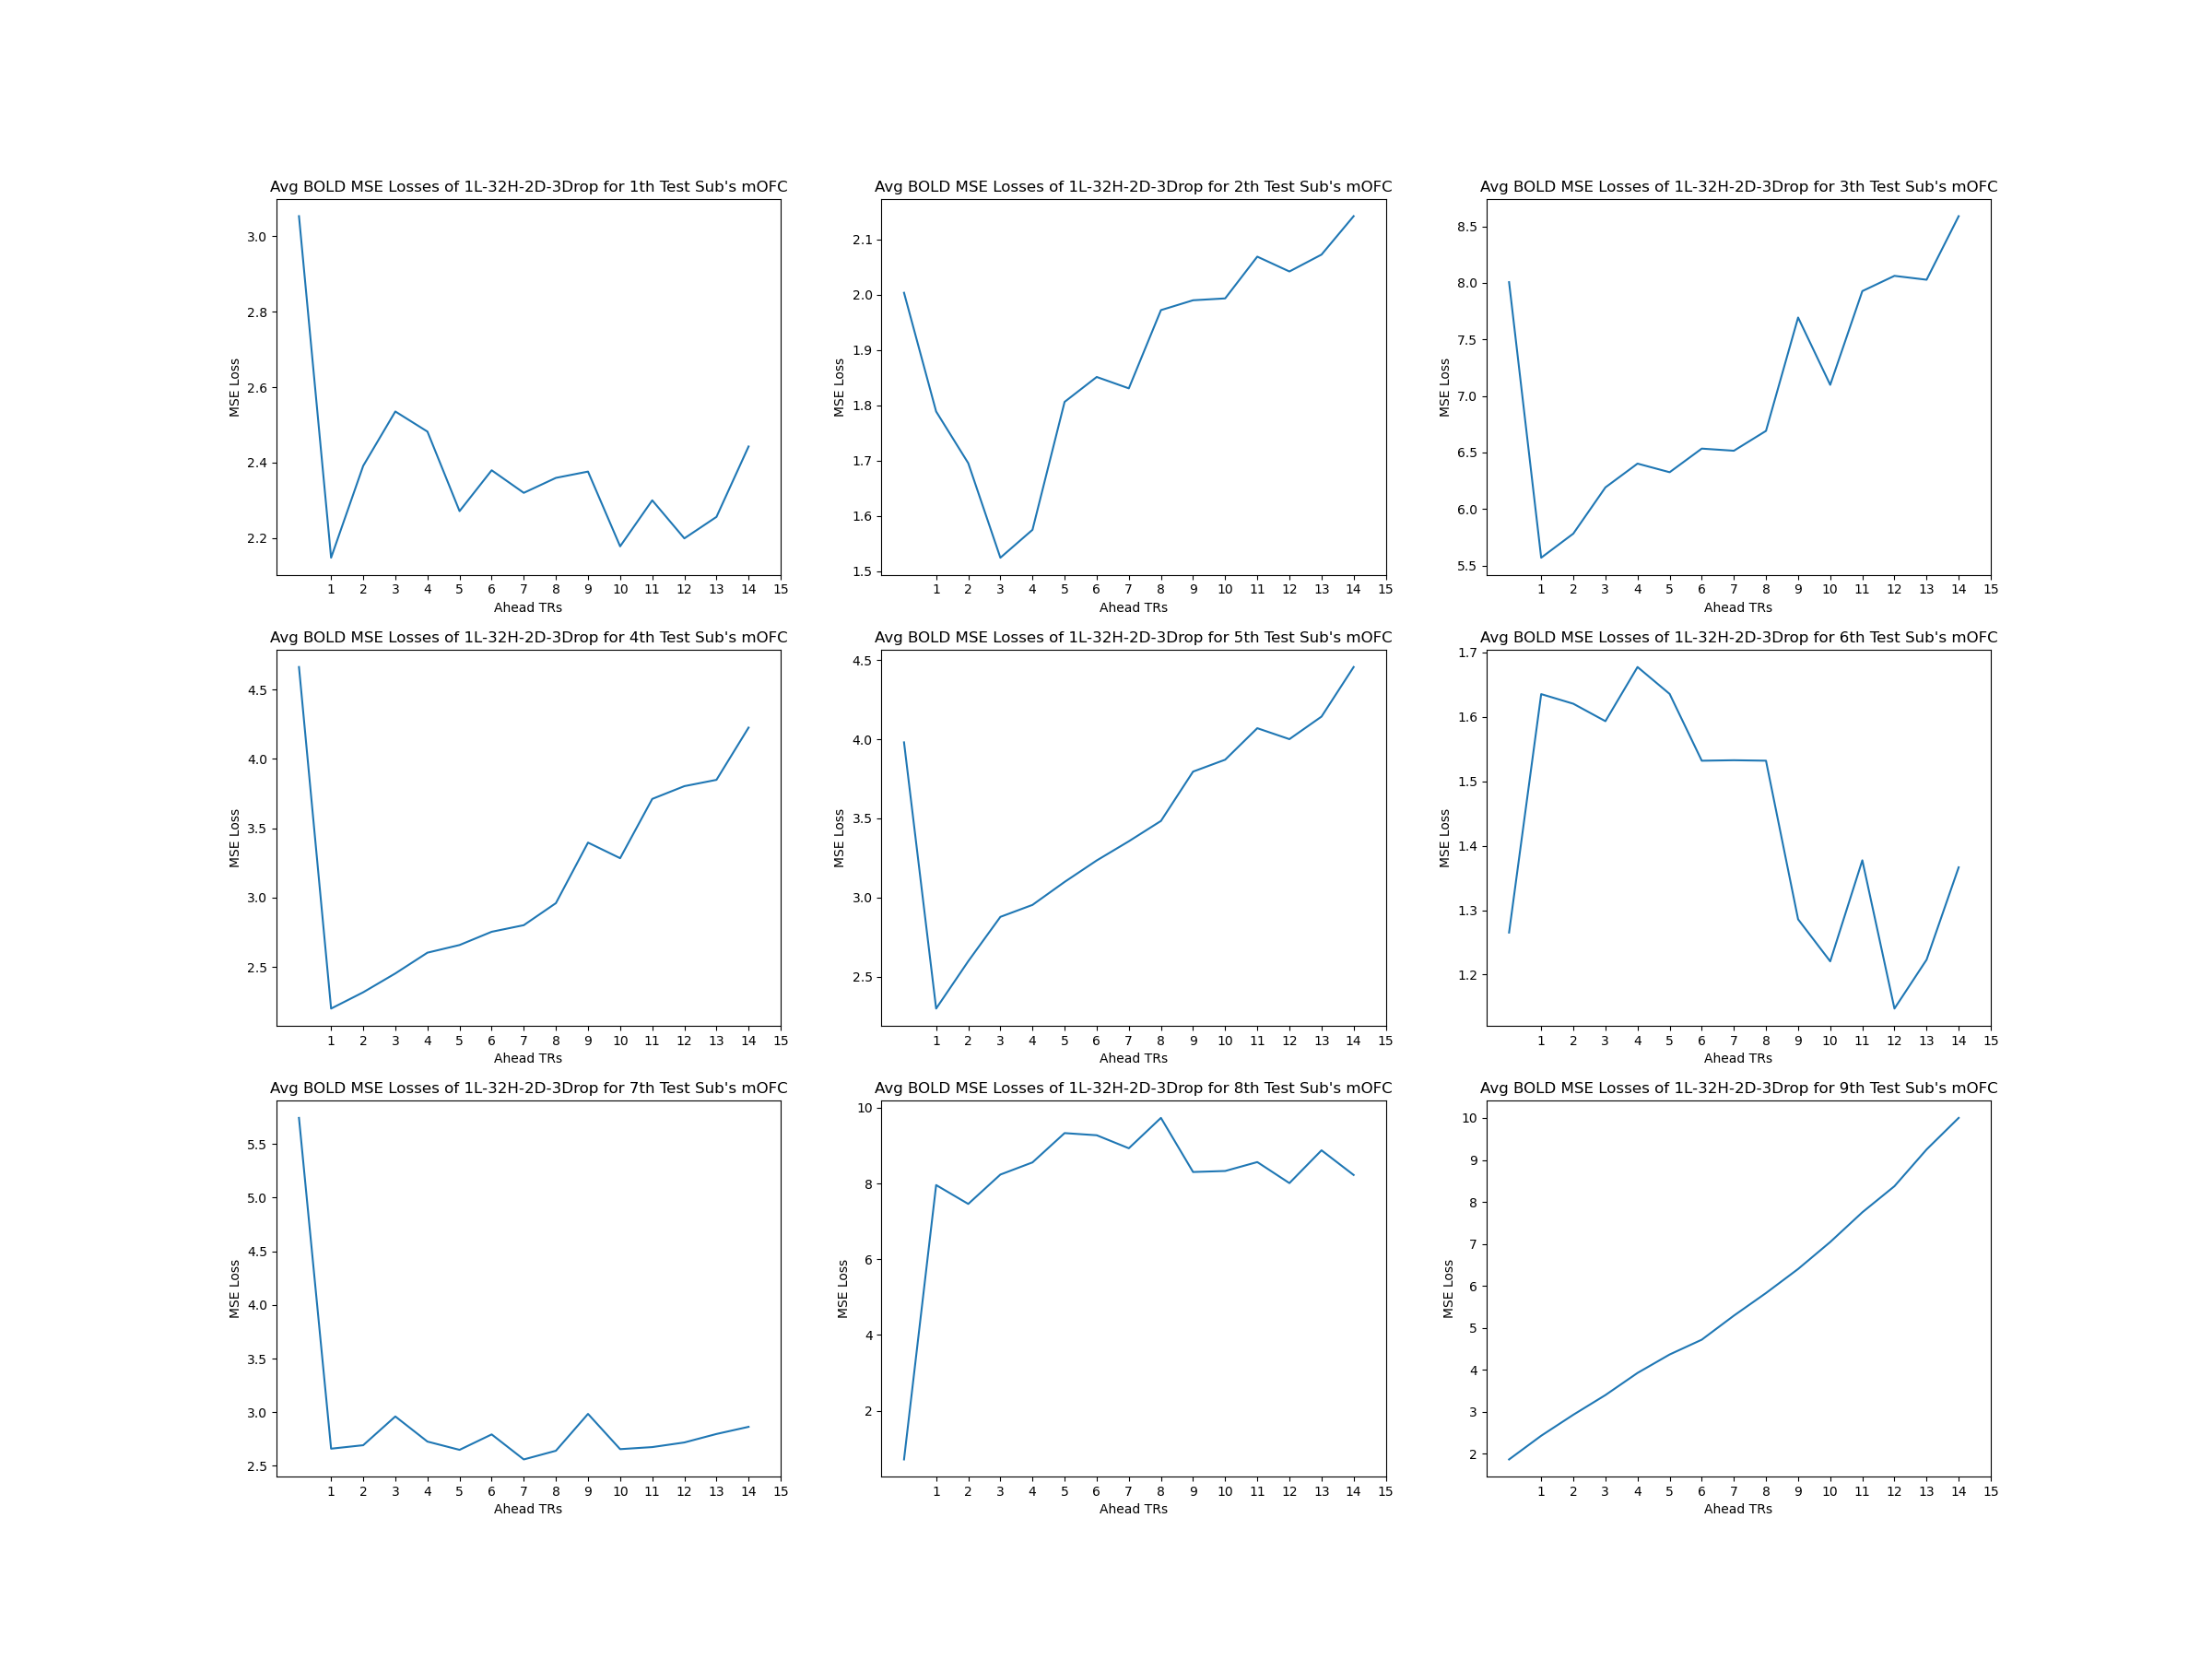 Avg BOLD MSE Losses of 1L-32H-2D-3Drop for 1th Test Sub's mOFC
MSE Loss
3.0
2.8
2.6
2.4
2.2
1 2 3 4 5 6 7 8 9 10 11 12 13 14 15
Ahead TRs
Avg BOLD MSE Losses of 1L-32H-2D-3Drop for 2th Test Sub's mOFC
MSE Loss
2.1
2.0
1.9
1.8
1.7
1.6
1.5
1 2 3 4 5 6 7 8 9 10 11 12 13 14 15
Ahead TRs
Avg BOLD MSE Losses of 1L-32H-2D-3Drop for 3th Test Sub's mOFC
MSE Loss
8.5
8.0
7.5
7.0
6.5
6.0
5.5
1 2 3 4 5 6 7 8 9 10 11 12 13 14 15
Ahead TRs
Avg BOLD MSE Losses of 1L-32H-2D-3Drop for 4th Test Sub's mOFC
MSE Loss
4.5
4.0
3.5
3.0
2.5
1 2 3 4 5 6 7 8 9 10 11 12 13 14 15
Ahead TRs
Avg BOLD MSE Losses of 1L-32H-2D-3Drop for 5th Test Sub's mOFC
MSE Loss
4.5
4.0
3.5
3.0
2.5
1 2 3 4 5 6 7 8 9 10 11 12 13 14 15
Ahead TRs
Avg BOLD MSE Losses of 1L-32H-2D-3Drop for 6th Test Sub's mOFC
MSE Loss
1.7
1.6
1.5
1.4
1.3
1.2
1 2 3 4 5 6 7 8 9 10 11 12 13 14 15
Ahead TRs
Avg BOLD MSE Losses of 1L-32H-2D-3Drop for 7th Test Sub's mOFC
MSE Loss
5.5
5.0
4.5
4.0
3.5
3.0
2.5
1 2 3 4 5 6 7 8 9 10 11 12 13 14 15
Ahead TRs
Avg BOLD MSE Losses of 1L-32H-2D-3Drop for 8th Test Sub's mOFC
MSE Loss
10
8
6
4
2
1 2 3 4 5 6 7 8 9 10 11 12 13 14 15
Ahead TRs
Avg BOLD MSE Losses of 1L-32H-2D-3Drop for 9th Test Sub's mOFC
MSE Loss
10
9
8
7
6
5
4
3
2
1 2 3 4 5 6 7 8 9 10 11 12 13 14 15
Ahead TRs